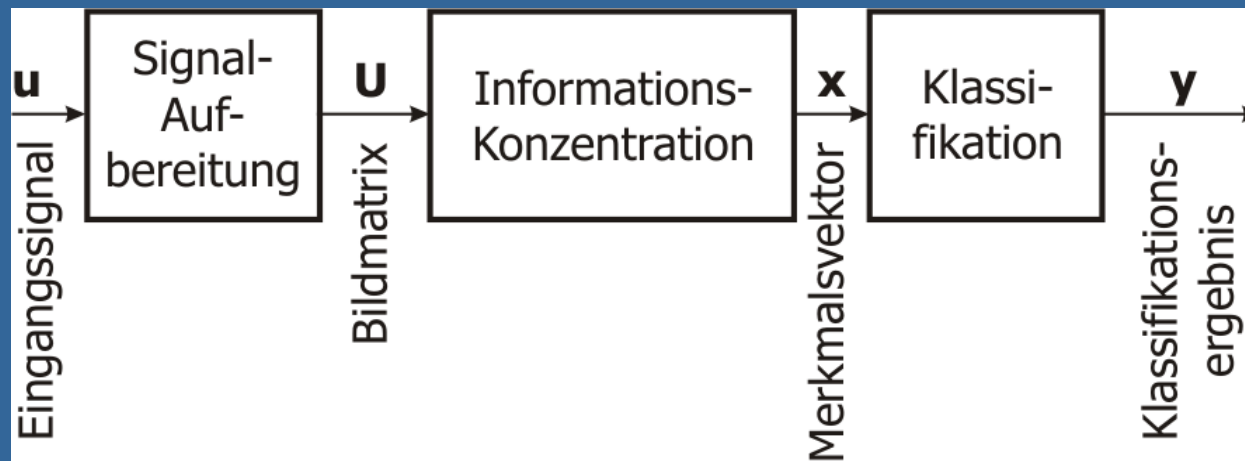 u
Eingangssignal
Signal-
Auf-
bereitung
U
Bildmatrix
Informations-
Konzentration
x
Merkmalsvektor
Klassi-
fikation
y
Klassifikations-
ergebnis